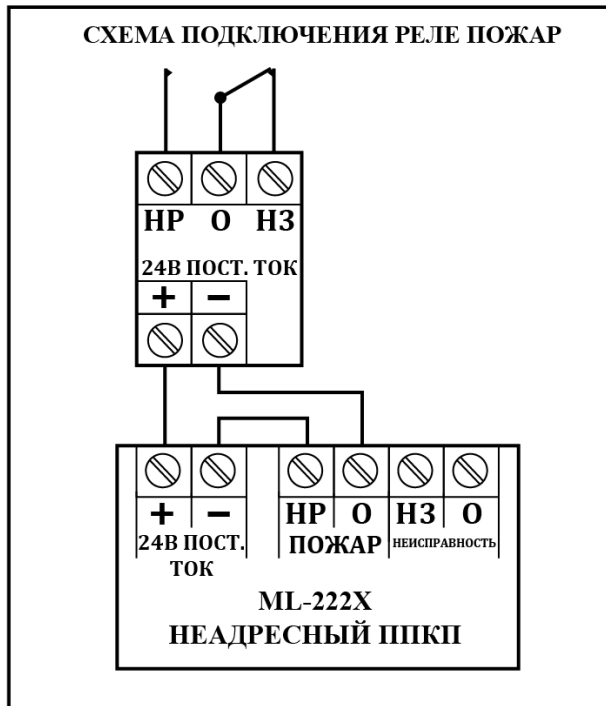 СХЕМА ПОДКЛЮЧЕНИЯ РЕЛЕ ПОЖАР
НР О НЗ
24В ПОСТ. ТОК
+ −
+ − НР О НЗ О
24В ПОСТ. ТОК ПОЖАР НЕИСПРАВНОСТЬ
ML-222X
НЕАДРЕСНЫЙ ППКП